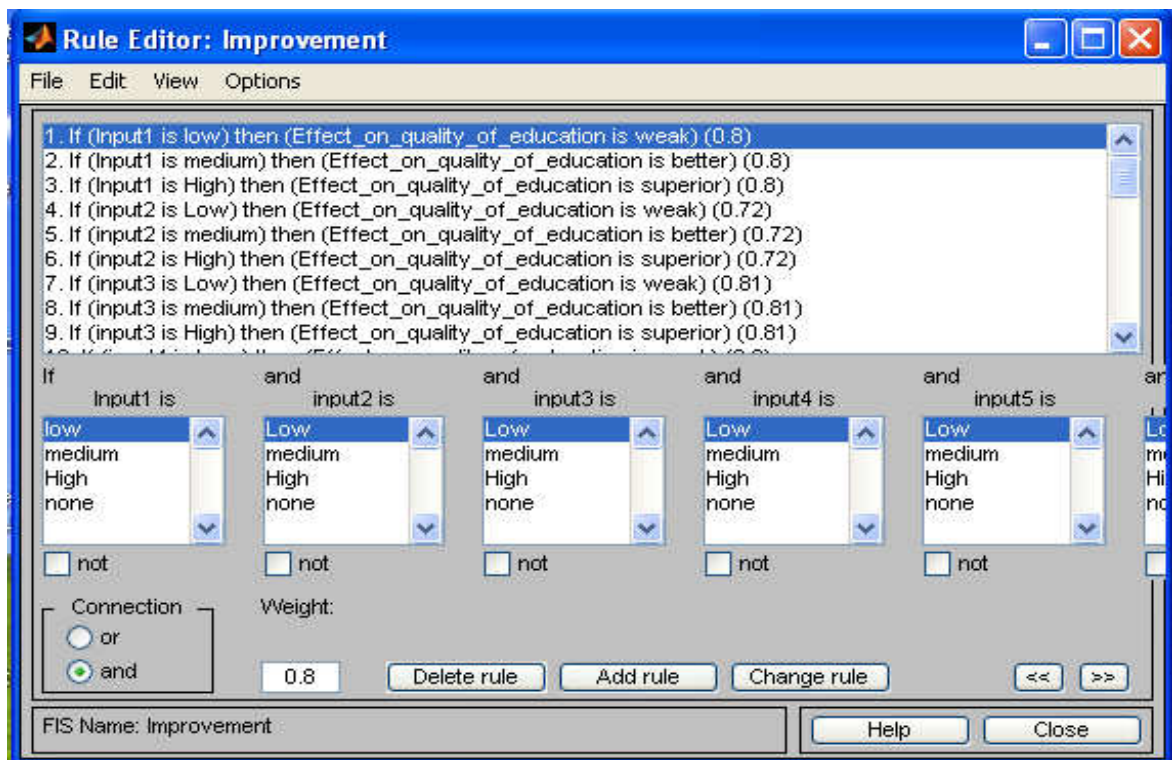 Rule Editor: Improvement
File Edit View Options
1. If (Input1 is low) then (Effect_on_quality_of_education is weak) (0.8)
2. If (Input1 is medium) then (Effect_on_quality_of_education is better) (0.8)
3. If (Input1 is High) then (Effect_on_quality_of_education is superior) (0.8)
4. If (input2 is Low) then (Effect_on_quality_of_education is weak) (0.72)
5. If (input2 is medium) then (Effect_on_quality_of_education is better) (0.72)
6. If (input2 is High) then (Effect_on_quality_of_education is superior) (0.72)
7. If (input3 is Low) then (Effect_on_quality_of_education is weak) (0.81)
8. If (input3 is medium) then (Effect_on_quality_of_education is better) (0.81)
9. If (input3 is High) then (Effect_on_quality_of_education is superior) (0.81)
If and and and and
Input1 is input2 is input3 is input4 is input5 is
low Low Low Low Low
medium medium medium medium medium
High High High High High
none none none none none
not not not not not
Connection Weight:
or
and 0.8 Delete rule Add rule Change rule << >>
FIS Name: Improvement Help Close